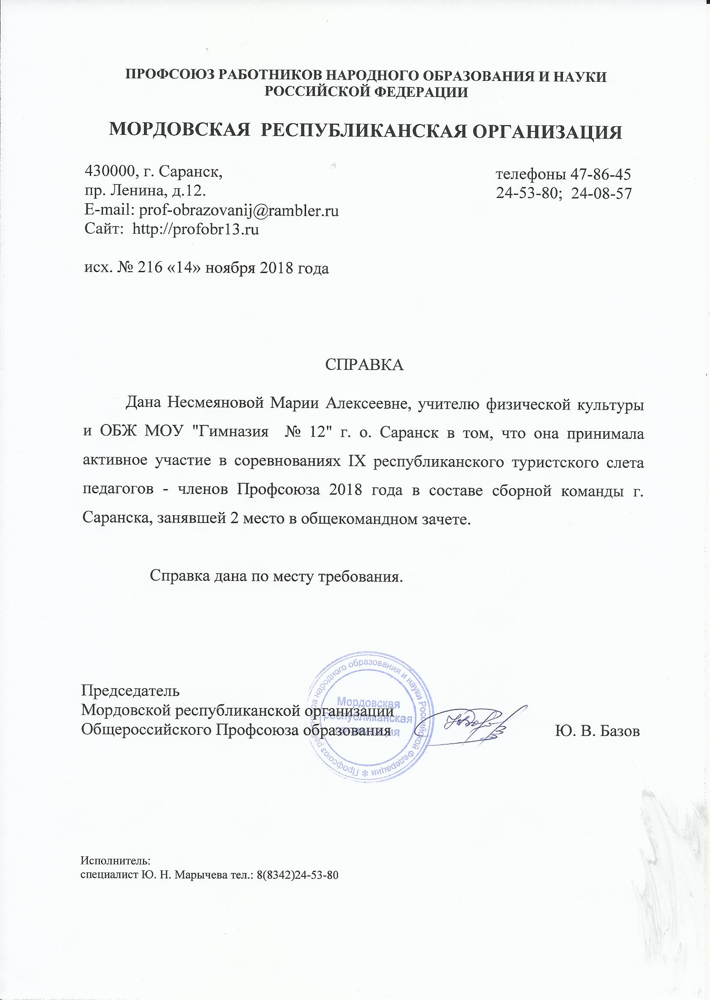 ПРОФСОЮЗ РАБОТНИКОВ НАРОДНОГО ОБРАЗОВАНИЯ И НАУКИ
РОССИЙСКОЙ ФЕДЕРАЦИИ
МОРДОВСКАЯ РЕСПУБЛИКАНСКАЯ ОРГАНИЗАЦИЯ
430000, г. Саранск,
пр. Ленина, д.12.
E-mail: prof-obrazovanij@rambler.ru
Сайт: http://profobr13.ru
телефоны 47-86-45
24-53-80; 24-08-57
исх. № 216 «14» ноября 2018 года
СПРАВКА
Дана Несмеяновой Марии Алексеевне, учителю физической культуры
и ОБЖ МОУ "Гимназия № 12" г. о. Саранск в том, что она принимала
активное участие в соревнованиях IX республиканского туристского слета
педагогов - членов Профсоюза 2018 года в составе сборной команды г.
Саранска, занявшей 2 место в общекомандном зачете.
Справка дана по месту требования.
Председатель
Мордовской республиканской организации
Общероссийского Профсоюза образования
Ю. В. Базов
Профсоюз работников народного образования и науки Российской Федерации
Мордовская
республиканская
организация
Исполнитель:
специалист Ю. Н. Марычева тел.: 8(8342)24-53-80